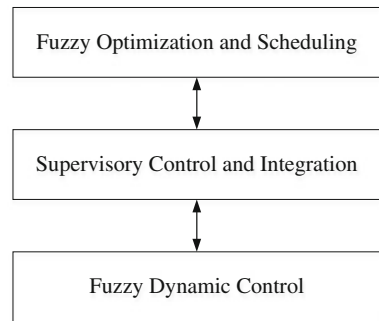 Fuzzy Optimization and Scheduling
Supervisory Control and Integration
Fuzzy Dynamic Control